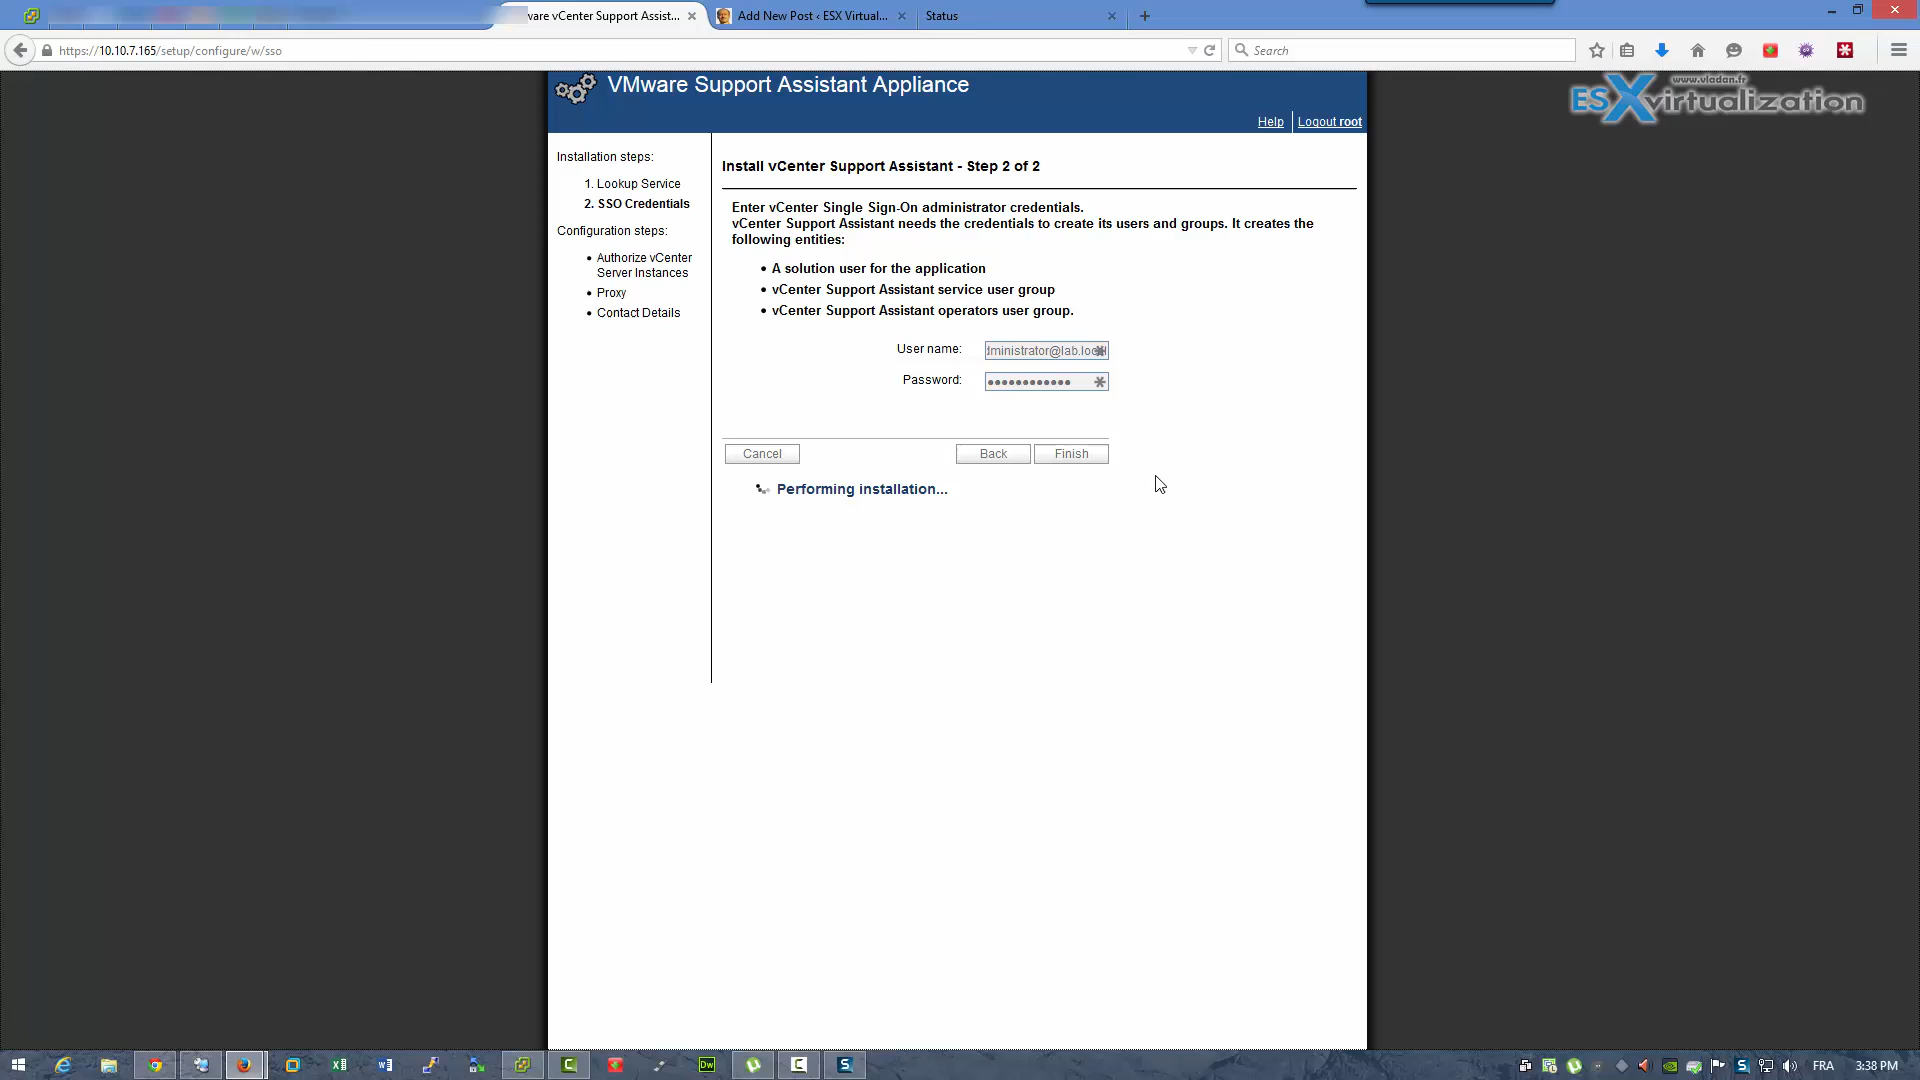 ware vCenter Support Assist...
Add New Post ‹ ESX Virtual...
Status
https://10.10.7.165/setup/configure/w/sso
Search
VMware Support Assistant Appliance
www.vladan.fr
ESXvirtualization
Help
Logout root
Installation steps:
1. Lookup Service
2. SSO Credentials
Configuration steps:
Authorize vCenter
Server Instances
Proxy
Contact Details
Install vCenter Support Assistant - Step 2 of 2
Enter vCenter Single Sign-On administrator credentials.
vCenter Support Assistant needs the credentials to create its users and groups. It creates the
following entities:
• A solution user for the application
• vCenter Support Assistant service user group
• vCenter Support Assistant operators user group.
User name:
dministrator@lab.local
Password:
Cancel
Back
Finish
Performing installation...
FRA
3:38 PM